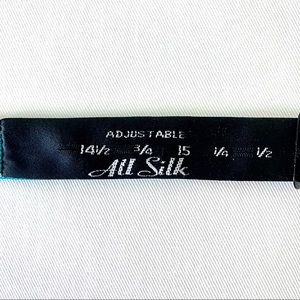 ADJUSTABLE
14½ ¾ 15 ¼ ½
All Silk